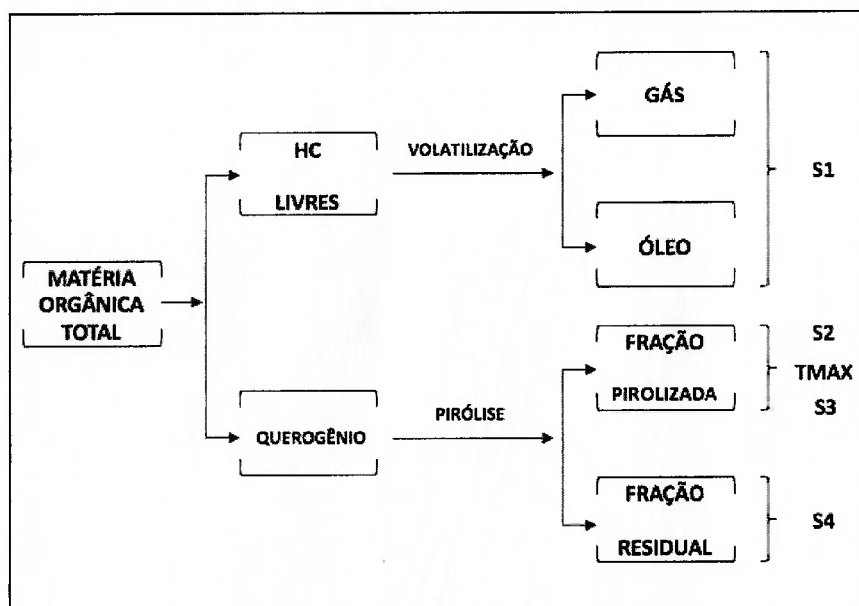 GÁS
HC
LIVRES
VOLATILIZAÇÃO
S1
ÓLEO
MATÉRIA
ORGÂNICA
TOTAL
FRAÇÃO
PIROLIZADA
S2
TMAX
S3
QUEROGÊNIO
PIRÓLISE
FRAÇÃO
RESIDUAL
S4